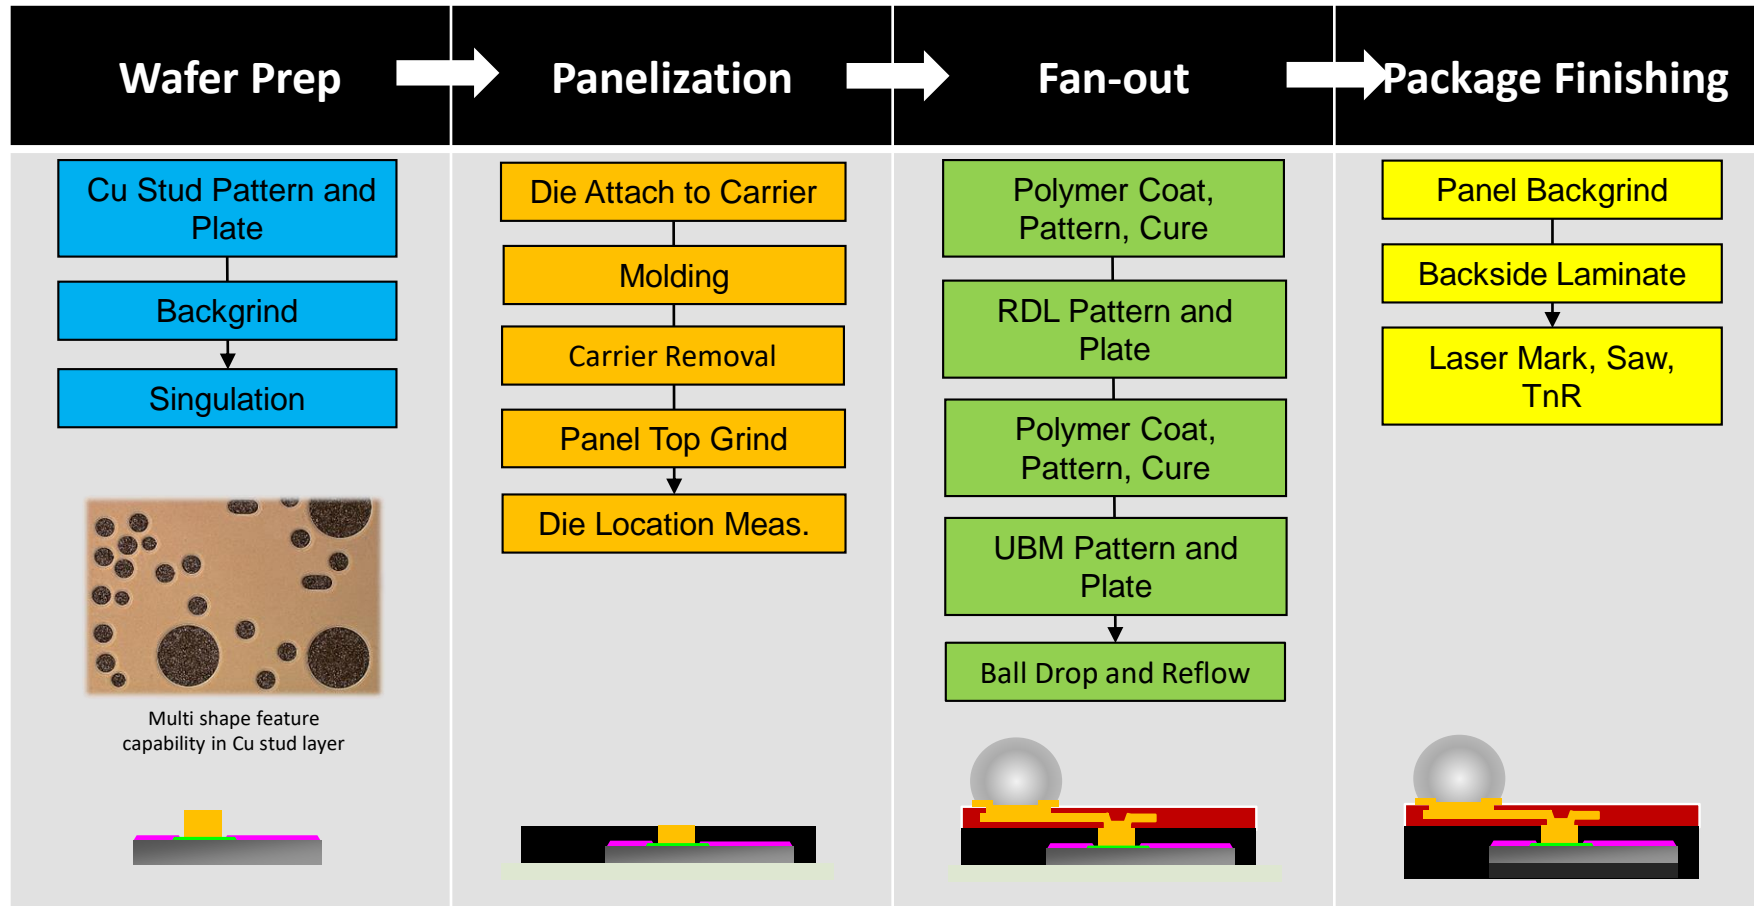 Wafer Prep
Panelization
Fan-out
Package Finishing
Cu Stud Pattern and
Plate
Backgrind
Singulation
Multi shape feature
capability in Cu stud layer
Die Attach to Carrier
Molding
Carrier Removal
Panel Top Grind
Die Location Meas.
Polymer Coat,
Pattern, Cure
RDL Pattern and
Plate
Polymer Coat,
Pattern, Cure
UBM Pattern and
Plate
Ball Drop and Reflow
Panel Backgrind
Backside Laminate
Laser Mark, Saw,
TnR